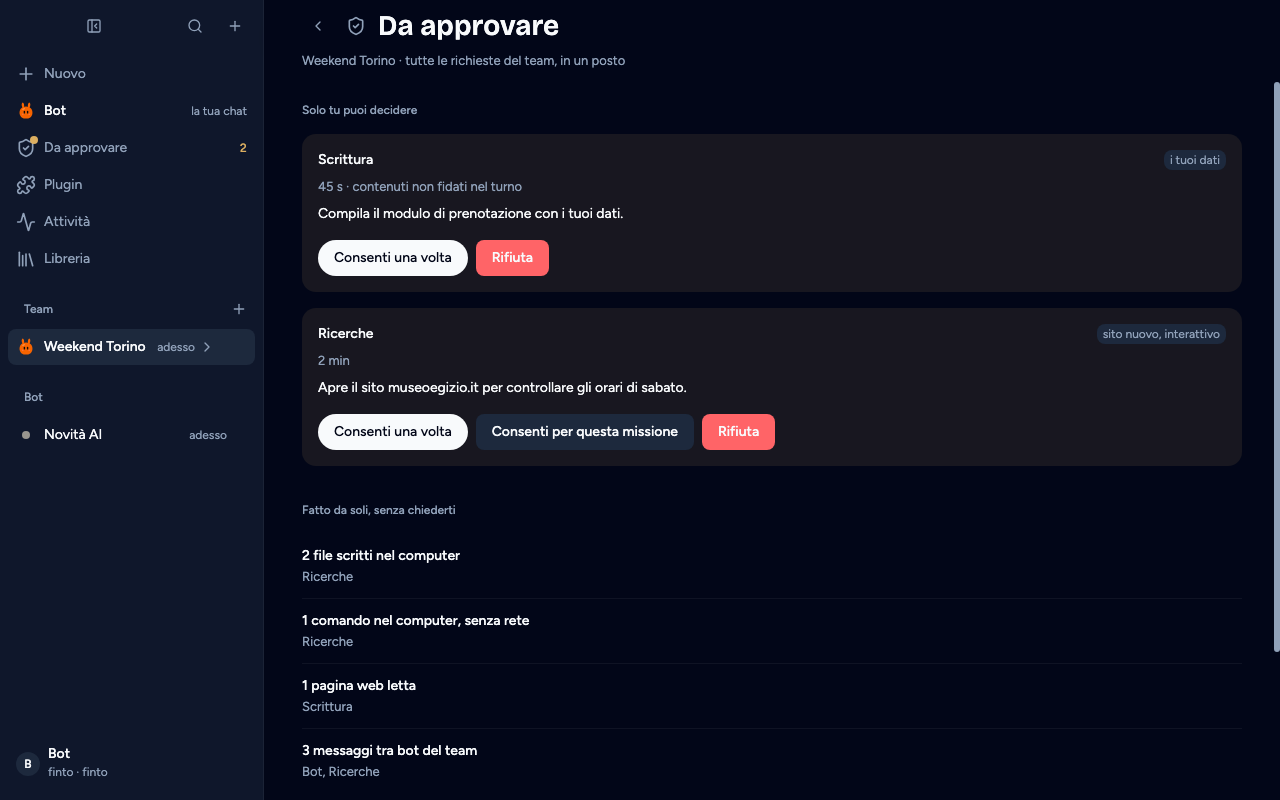 Nuovo
Bot la tua chat
Da approvare 2
Plugin
Attività
Libreria
Team
Weekend Torino adesso
Bot
Novità AI adesso
B
Bot
finto · finto
Da approvare
Weekend Torino · tutte le richieste del team, in un posto
Solo tu puoi decidere
Scrittura i tuoi dati
45 s · contenuti non fidati nel turno
Compila il modulo di prenotazione con i tuoi dati.
Consenti una volta Rifiuta
Ricerche sito nuovo, interattivo
2 min
Apre il sito museoegizio.it per controllare gli orari di sabato.
Consenti una volta Consenti per questa missione Rifiuta
Fatto da soli, senza chiederti
2 file scritti nel computer
Ricerche
1 comando nel computer, senza rete
Ricerche
1 pagina web letta
Scrittura
3 messaggi tra bot del team
Bot, Ricerche